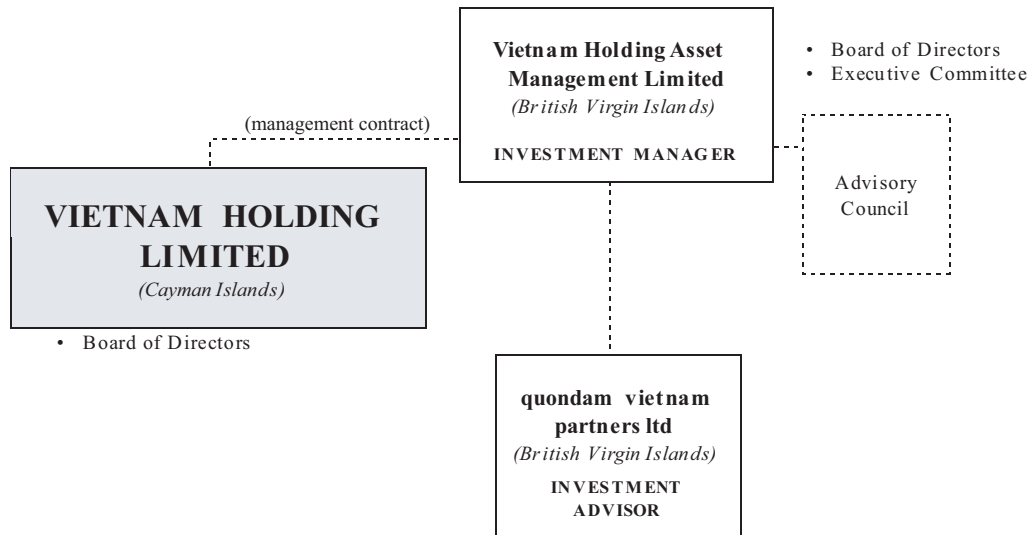 Vietnam Holding Asset
Management Limited
(British Virgin Islands)
INVESTMENT MANAGER
• Board of Directors
• Executive Committee
(management contract)
Advisory
Council
VIETNAM HOLDING
LIMITED
(Cayman Islands)
• Board of Directors
quondam vietnam
partners ltd
(British Virgin Islands)
INVESTMENT
ADVISOR